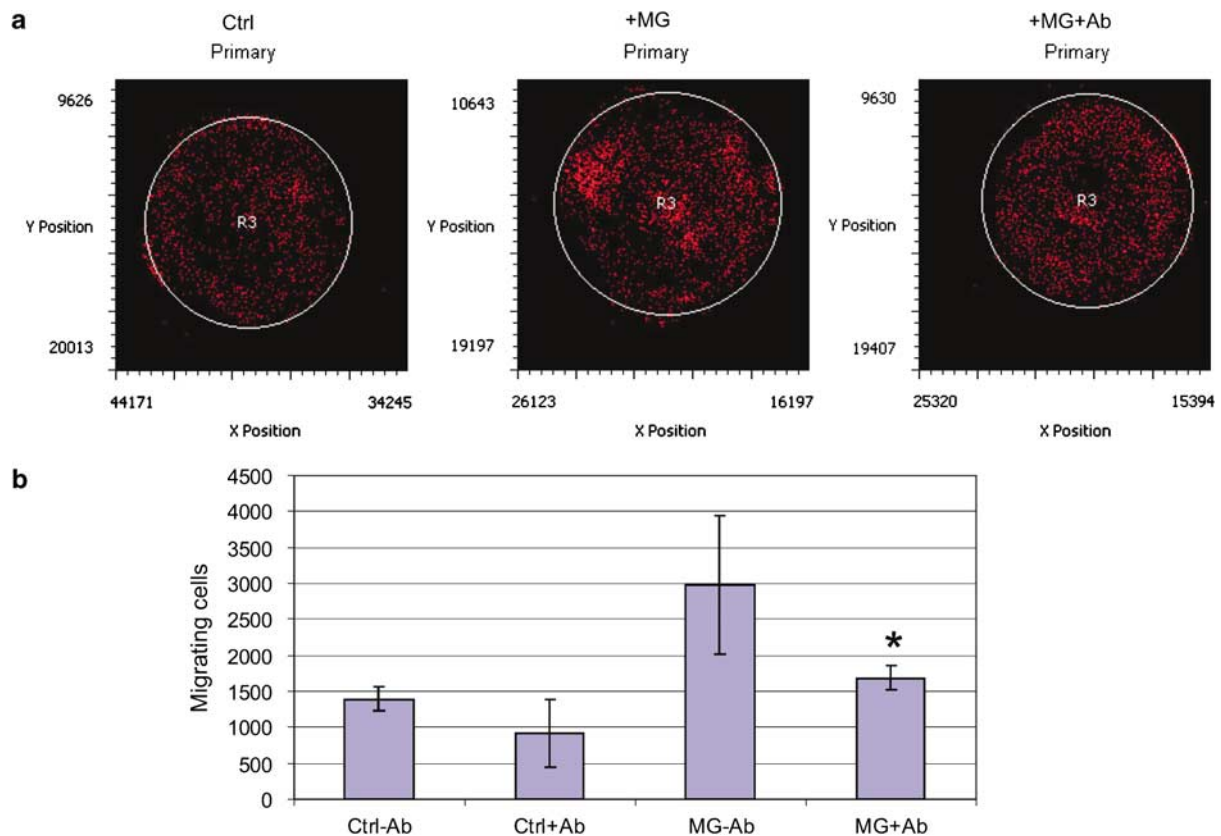 a
Ctrl
Primary
9626
Y Position
20013
R3
44171 34245
X Position
+MG
Primary
10643
Y Position
19197
R3
26123 16197
X Position
+MG+Ab
Primary
9630
Y Position
19407
R3
25320 15394
X Position
b
Migrating cells
4500
4000
3500
3000
2500
2000
1500
1000
500
0
*
Ctrl-Ab Ctrl+Ab MG-Ab MG+Ab